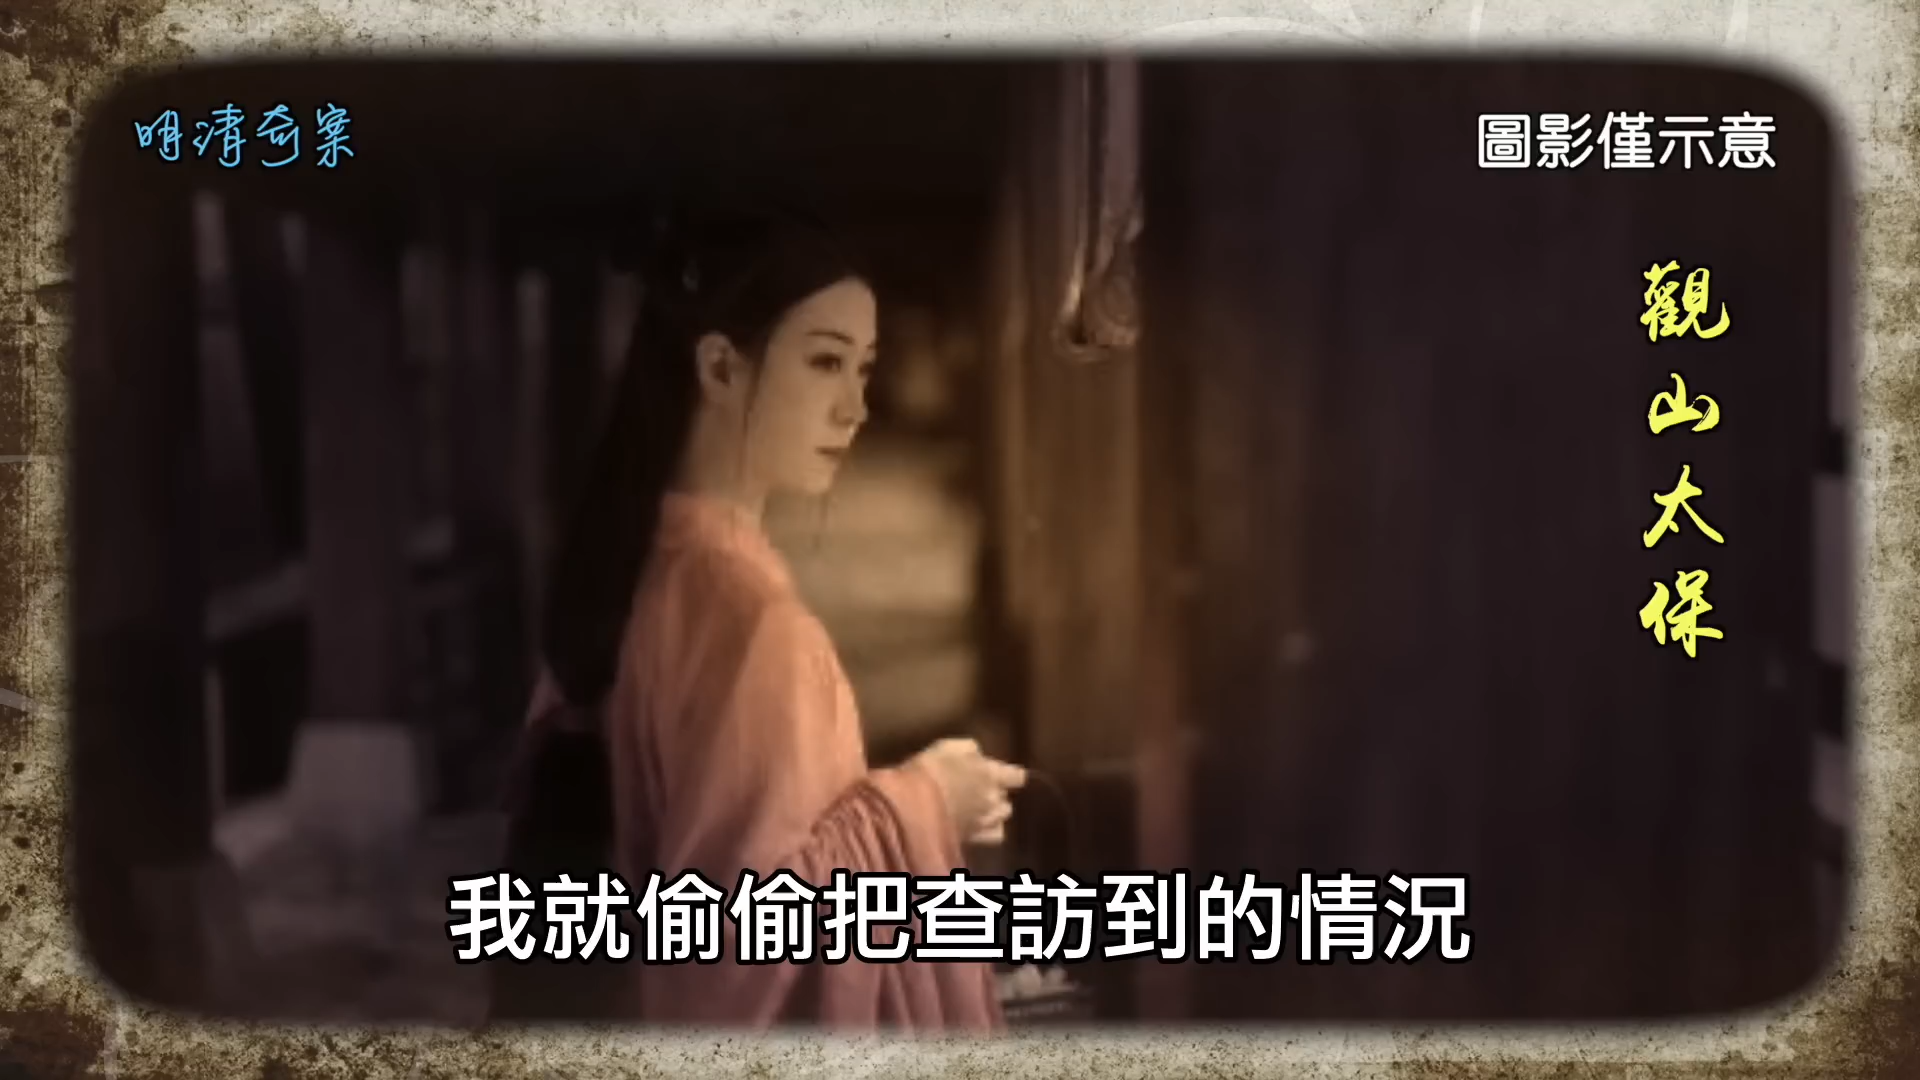 明清奇案
圖影僅示意
觀山太保
我就偷偷把查訪到的情況